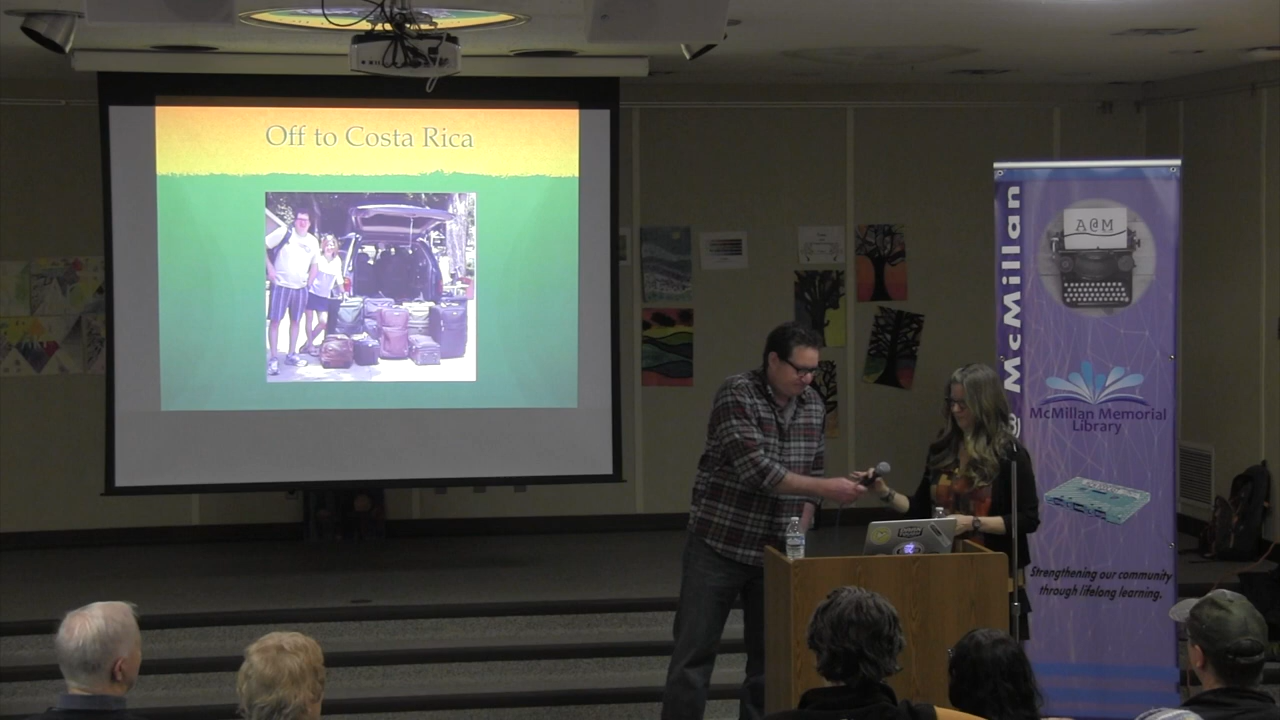 Off to Costa Rica
McMillan
A@M
McMillan Memorial
Library
Strengthening our community
through lifelong learning.